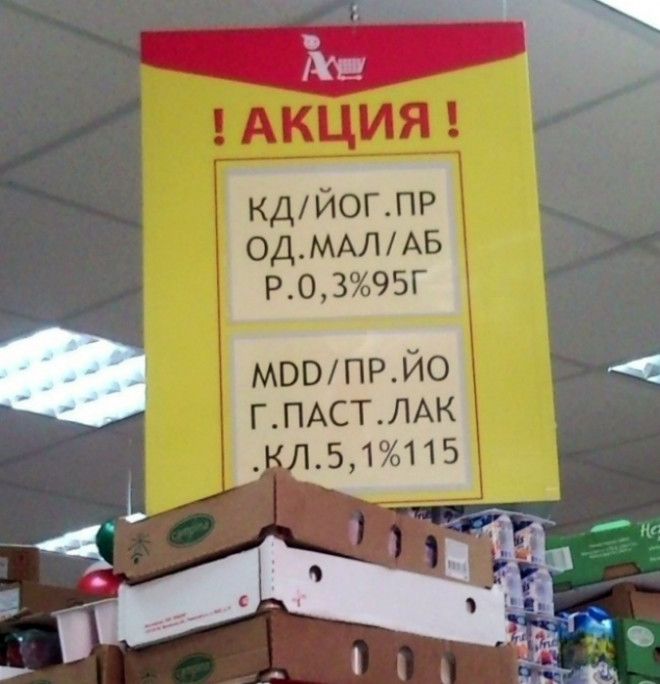 ! АКЦИЯ !
КД/ЙОГ.ПР
ОД.МАЛ/АБ
Р.0,3%95Г
MDD/ПР.ЙО
Г.ПАСТ.ЛАК
.КЛ.5,1%115
campina